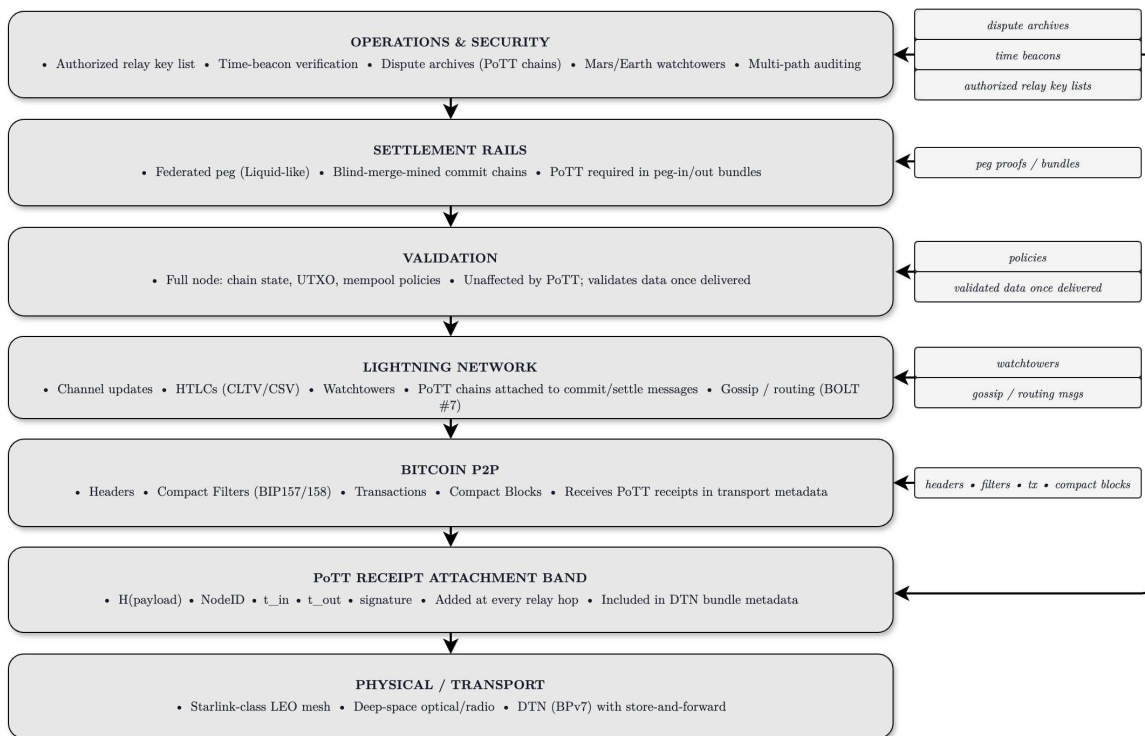 OPERATIONS & SECURITY
• Authorized relay key list • Time-beacon verification • Dispute archives (PoTT chains) • Mars/Earth watchtowers • Multi-path auditing
dispute archives
time beacons
authorized relay key lists
SETTLEMENT RAILS
• Federated peg (Liquid-like) • Blind-merge-mined commit chains • PoTT required in peg-in/out bundles
peg proofs / bundles
VALIDATION
• Full node: chain state, UTXO, mempool policies • Unaffected by PoTT; validates data once delivered
policies
validated data once delivered
LIGHTNING NETWORK
• Channel updates • HTLCs (CLTV/CSV) • Watchtowers • PoTT chains attached to commit/settle messages • Gossip / routing (BOLT
#7)
watchtowers
gossip / routing msgs
BITCOIN P2P
• Headers • Compact Filters (BIP157/158) • Transactions • Compact Blocks • Receives PoTT receipts in transport metadata
headers • filters • tx • compact blocks
PoTT RECEIPT ATTACHMENT BAND
• H(payload) • NodeID • t_in • t_out • signature • Added at every relay hop • Included in DTN bundle metadata
PHYSICAL / TRANSPORT
• Starlink-class LEO mesh • Deep-space optical/radio • DTN (BPv7) with store-and-forward